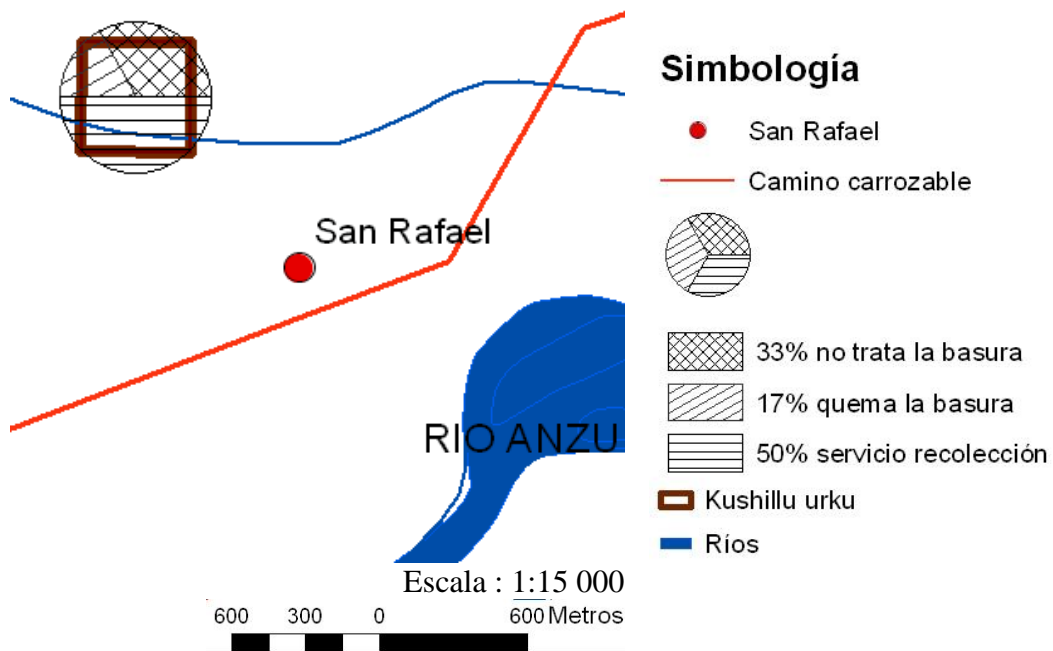 San Rafael
RIO ANZU
Escala : 1:15 000
600 300 0 600 Metros
Simbología
San Rafael
Camino carrozable
33% no trata la basura
17% quema la basura
50% servicio recolección
Kushillu urku
Ríos